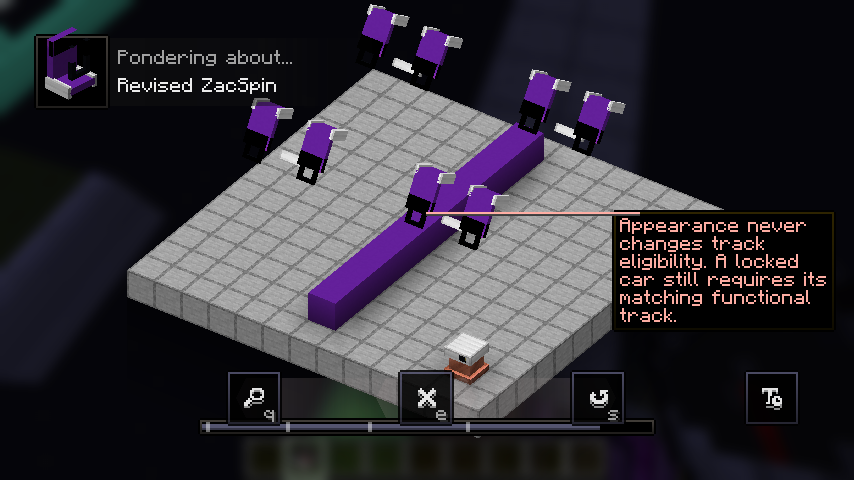 Pondering about...
Revised ZacSpin
Appearance never
changes track
eligibility. A locked
car still requires its
matching functional
track.
q
e
s
T